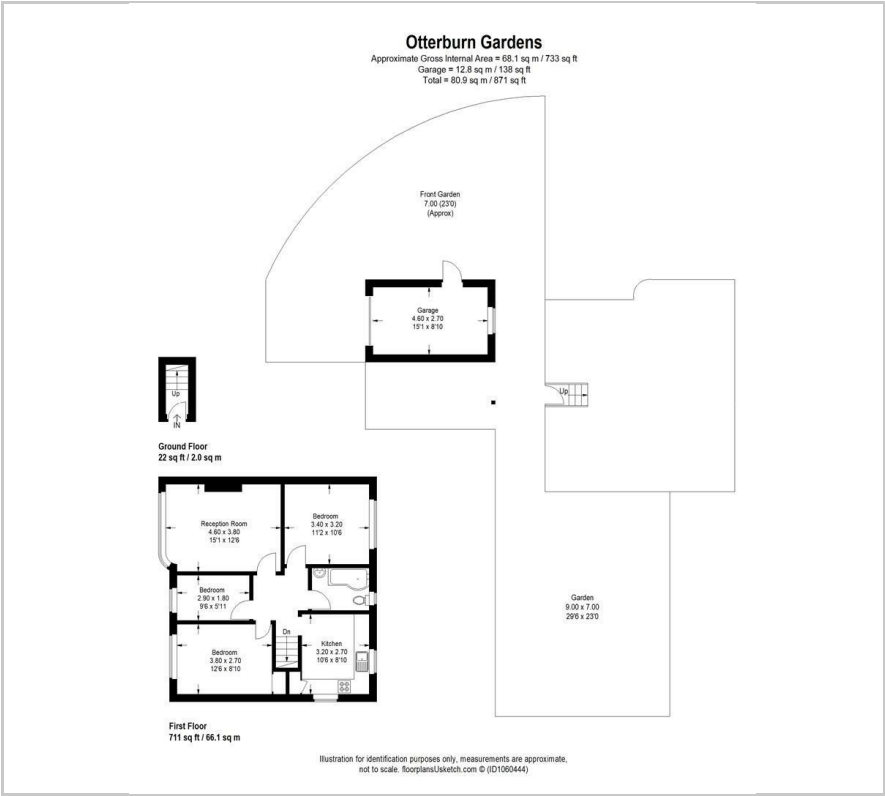 Otterburn Gardens
Approximate Gross Internal Area = 68.1 sq m / 733 sq ft
Garage = 12.8 sq m / 138 sq ft
Total = 80.9 sq m / 871 sq ft
Front Garden
7.00 (23'0)
(Approx)
Garage
4.60 x 2.70
15'1 x 8'10
Up
Up
IN
Ground Floor
22 sq ft / 2.0 sq m
Reception Room
4.60 x 3.80
15'1 x 12'6
Bedroom
3.40 x 3.20
11'2 x 10'6
Bedroom
2.90 x 1.80
9'6 x 5'11
Garden
9.00 x 7.00
29'6 x 23'0
Dn
Kitchen
3.20 x 2.70
10'6 x 8'10
Bedroom
3.80 x 2.70
12'6 x 8'10
First Floor
711 sq ft / 66.1 sq m
Illustration for identification purposes only, measurements are approximate,
not to scale. floorplansUsketch.com © (ID1060444)